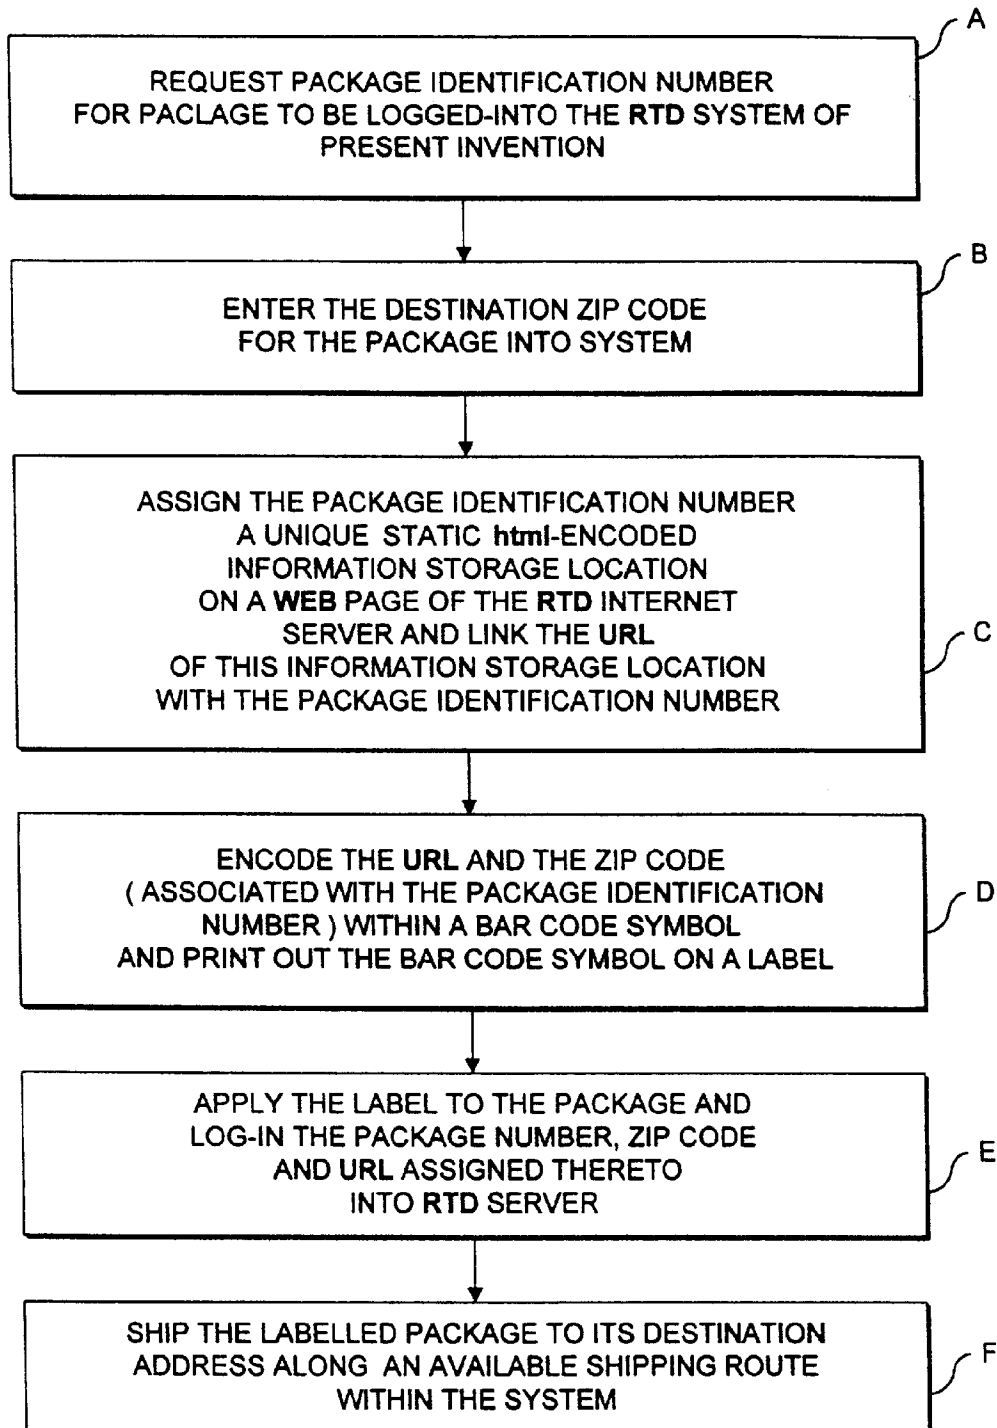 A
REQUEST PACKAGE IDENTIFICATION NUMBER
FOR PACLAGE TO BE LOGGED-INTO THE RTD SYSTEM OF
PRESENT INVENTION
B
ENTER THE DESTINATION ZIP CODE
FOR THE PACKAGE INTO SYSTEM
ASSIGN THE PACKAGE IDENTIFICATION NUMBER
A UNIQUE STATIC html-ENCODED
INFORMATION STORAGE LOCATION
ON A WEB PAGE OF THE RTD INTERNET
SERVER AND LINK THE URL
OF THIS INFORMATION STORAGE LOCATION
WITH THE PACKAGE IDENTIFICATION NUMBER
C
ENCODE THE URL AND THE ZIP CODE
( ASSOCIATED WITH THE PACKAGE IDENTIFICATION
NUMBER ) WITHIN A BAR CODE SYMBOL
AND PRINT OUT THE BAR CODE SYMBOL ON A LABEL
D
APPLY THE LABEL TO THE PACKAGE AND
LOG-IN THE PACKAGE NUMBER, ZIP CODE
AND URL ASSIGNED THERETO
INTO RTD SERVER
E
SHIP THE LABELLED PACKAGE TO ITS DESTINATION
ADDRESS ALONG AN AVAILABLE SHIPPING ROUTE
WITHIN THE SYSTEM
F